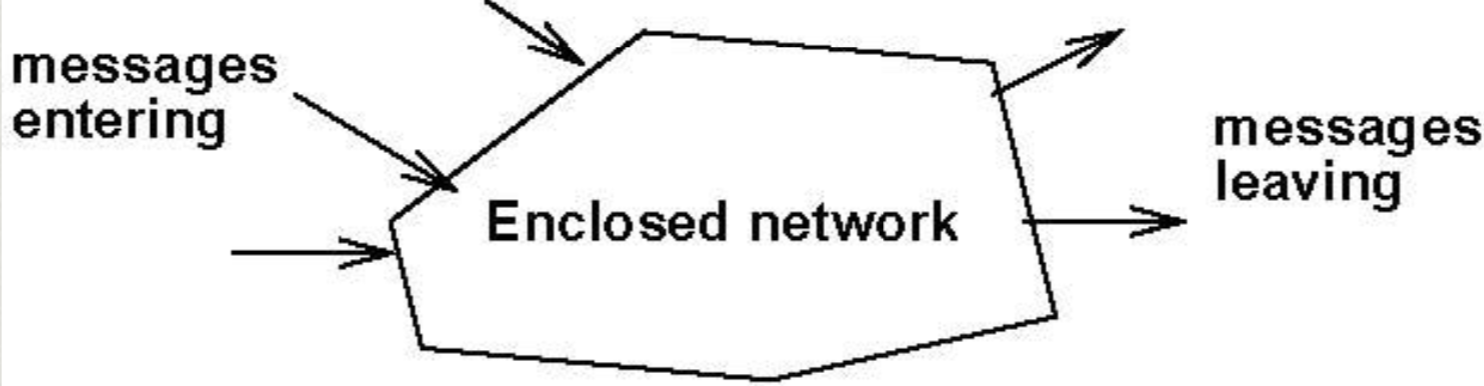 messages
entering
messages
leaving
Enclosed network